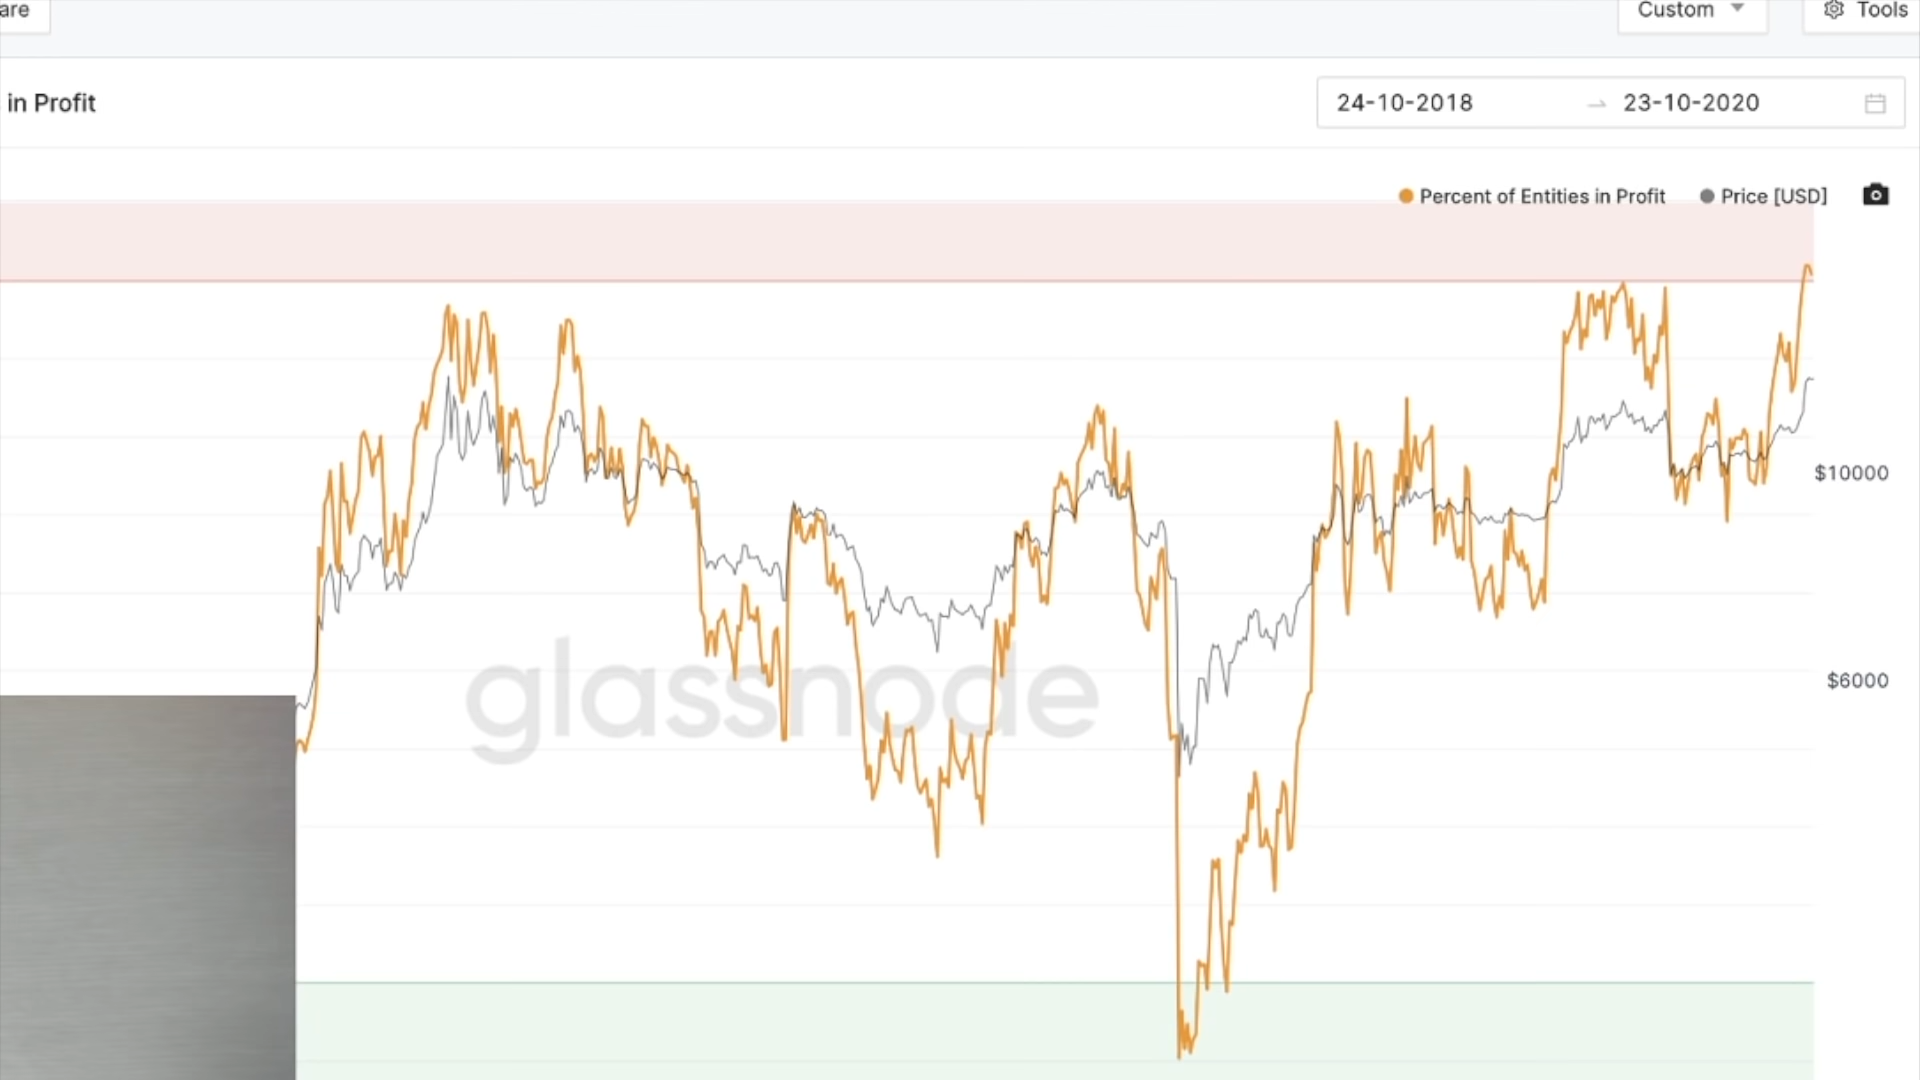 are
Custom
Tools
in Profit
24-10-2018 → 23-10-2020
Percent of Entities in Profit
Price [USD]
$10000
$6000
glassnode